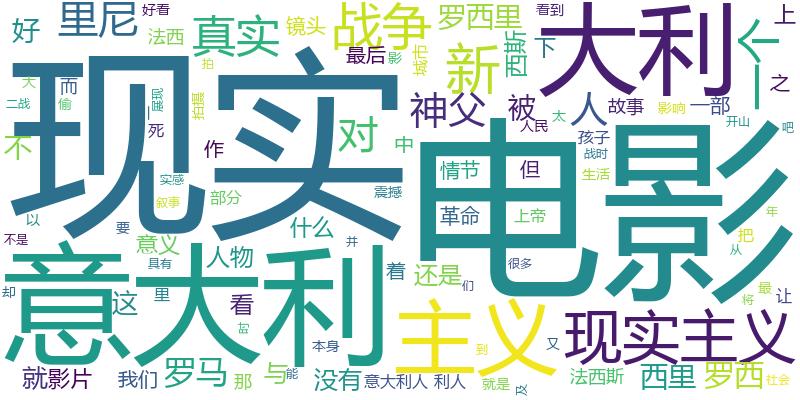 好 里尼 好看 法西 真实 镜头 战争 罗西里 看到 西斯 下 大利 个 上
现实 大 而 最后 影 城市 拍 新 一 之
二战 偷 展现 拍摄 神父 被 人 故事 影响 一部
不 死 作 对 中 电影 人民 太 孩子 开山 吧
实感 叙事 部分 震撼 情节 但 战时 生活
以 要 什么 革命 上帝 年
不是 意义 并 把 从
意大利 人物 着 还是 很多 最
却 具有 这 里 看 们 将 让
主义 现实主义
本身 到 又
就 影片 我们 罗马 那 与 能 没有 意大利人 利人 就是 及 法西斯 西里 罗西 社会